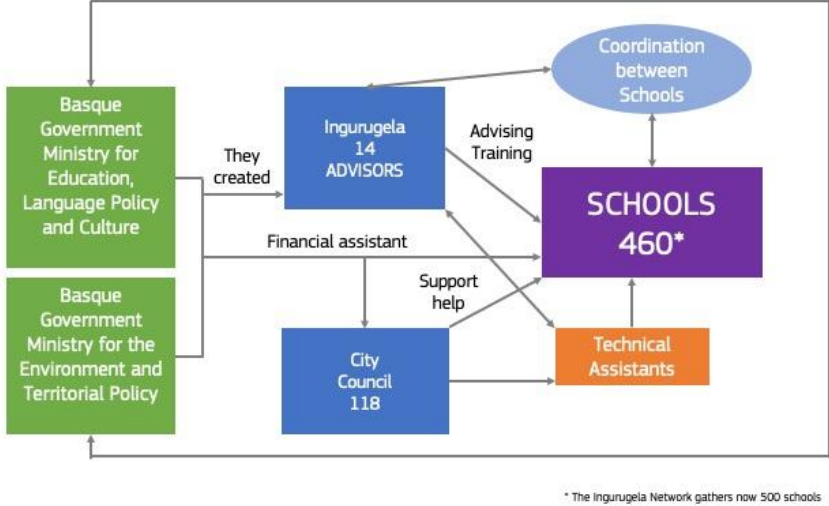 Basque
Government
Ministry for
Education,
Language Policy
and Culture
Basque
Government
Ministry for the
Environment and
Territorial Policy
They
created
Ingurugela
14
ADVISORS
Advising
Training
Coordination
between
Schools
SCHOOLS
460*
Financial assistant
Support
help
City
Council
118
Technical
Assistants
* The Ingurugela Network gathers now 500 schools